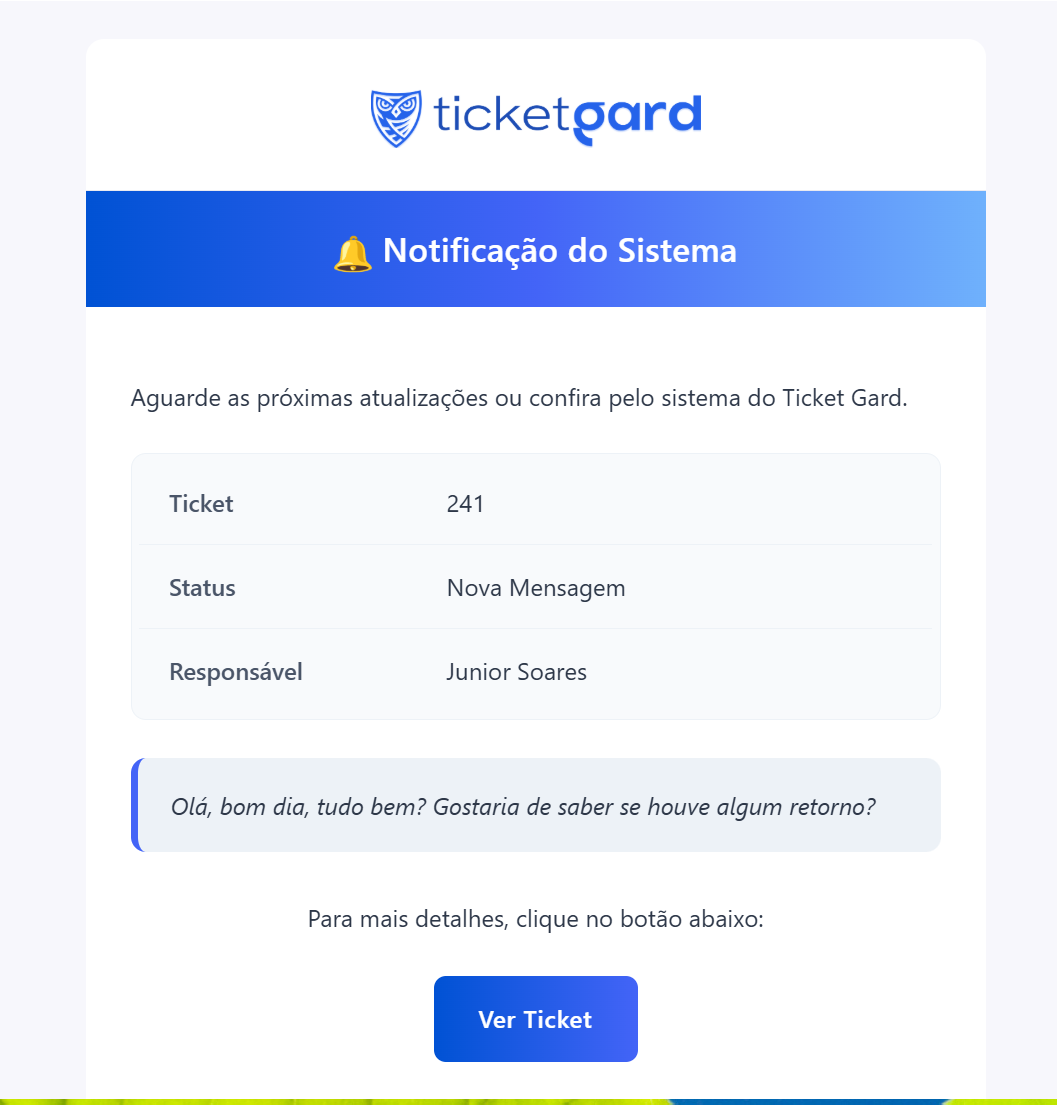 ticketgard
🔔 Notificação do Sistema
Aguarde as próximas atualizações ou confira pelo sistema do Ticket Gard.
Ticket 241
Status Nova Mensagem
Responsável Junior Soares
Olá, bom dia, tudo bem? Gostaria de saber se houve algum retorno?
Para mais detalhes, clique no botão abaixo:
Ver Ticket